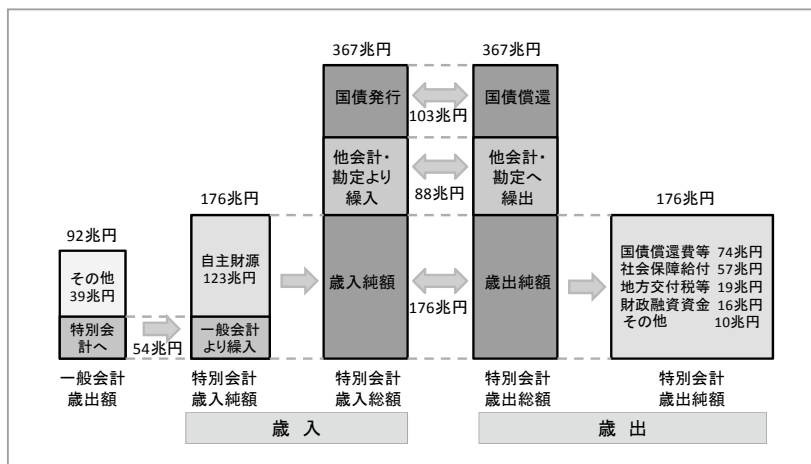 367兆円
367兆円
国債発行
国債償還
103兆円
他会計・
勘定より
繰入
他会計・
勘定へ
繰出
88兆円
176兆円
176兆円
92兆円
その他
39兆円
自主財源
123兆円
歳入純額
歳出純額
176兆円
国債償還費等 74兆円
社会保障給付 57兆円
地方交付税等 19兆円
財政融資資金 16兆円
その他 10兆円
特別会
計へ
54兆円
一般会計
より繰入
一般会計
歳出額
特別会計
歳入純額
特別会計
歳入総額
特別会計
歳出総額
特別会計
歳出純額
歳 入
歳 出